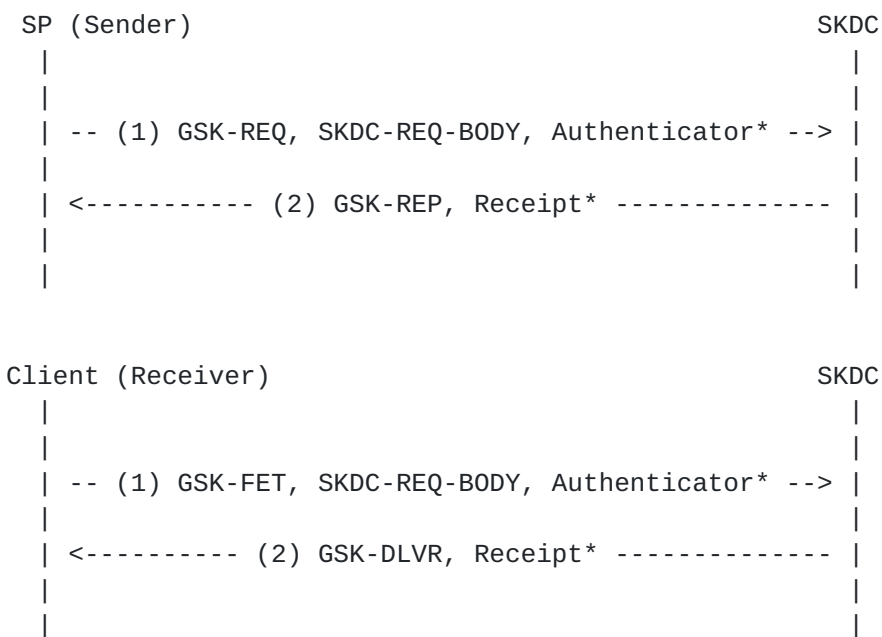 SP (Sender) SKDC
| |
| |
| -- (1) GSK-REQ, SKDC-REQ-BODY, Authenticator* --> |
| |
| <----------- (2) GSK-REP, Receipt* -------------- |
| |
| |
Client (Receiver) SKDC
| |
| |
| -- (1) GSK-FET, SKDC-REQ-BODY, Authenticator* --> |
| |
| <---------- (2) GSK-DLVR, Receipt* -------------- |
| |
| |